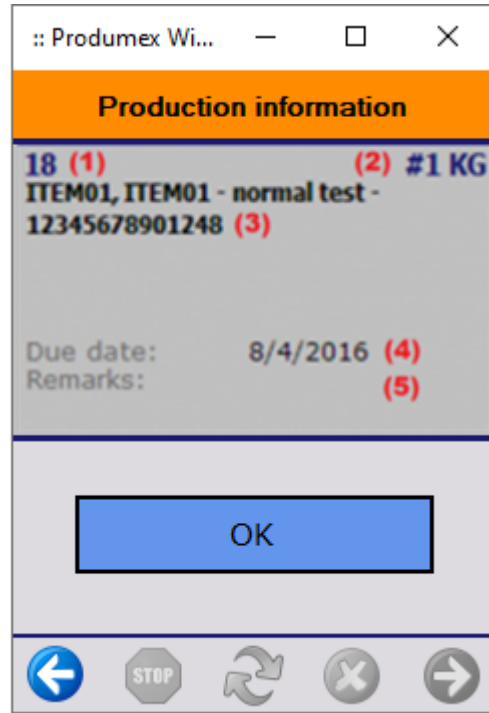 :: Produmex Wi...
Production information
18 (1) (2) #1 KG
ITEM01, ITEM01 - normal test -
12345678901248 (3)
Due date: 8/4/2016 (4)
Remarks: (5)
OK
STOP